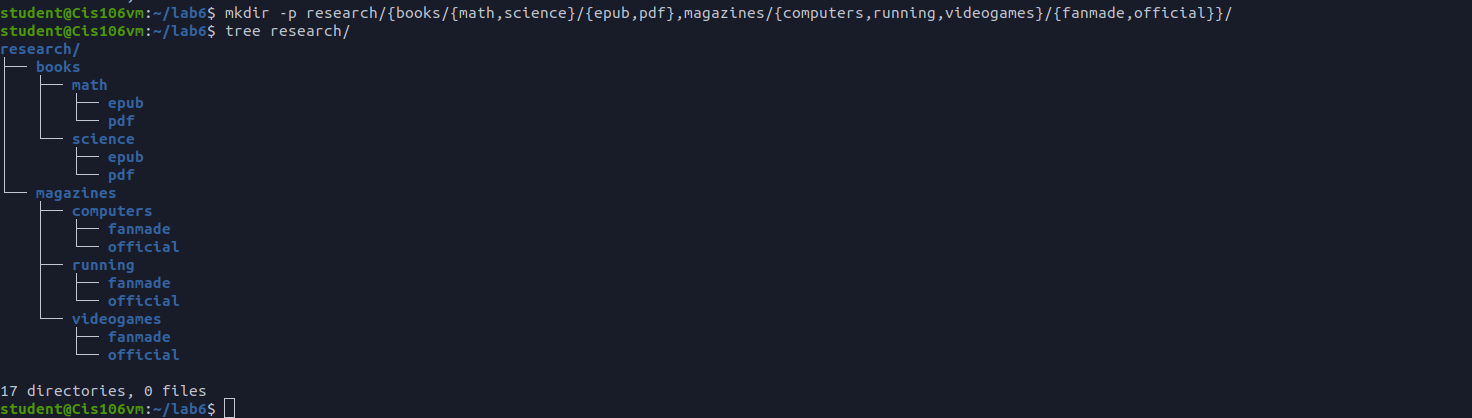 student@Cis106vm:~/lab6$ mkdir -p research/{books/{math,science}/{epub,pdf},magazines/{computers,running,videogames}/{fanmade,official}}/
student@Cis106vm:~/lab6$ tree research/
research/
├── books
│   ├── math
│   │   ├── epub
│   │   └── pdf
│   └── science
│       ├── epub
│       └── pdf
└── magazines
    ├── computers
    │   ├── fanmade
    │   └── official
    ├── running
    │   ├── fanmade
    │   └── official
    └── videogames
        ├── fanmade
        └── official
17 directories, 0 files
student@Cis106vm:~/lab6$